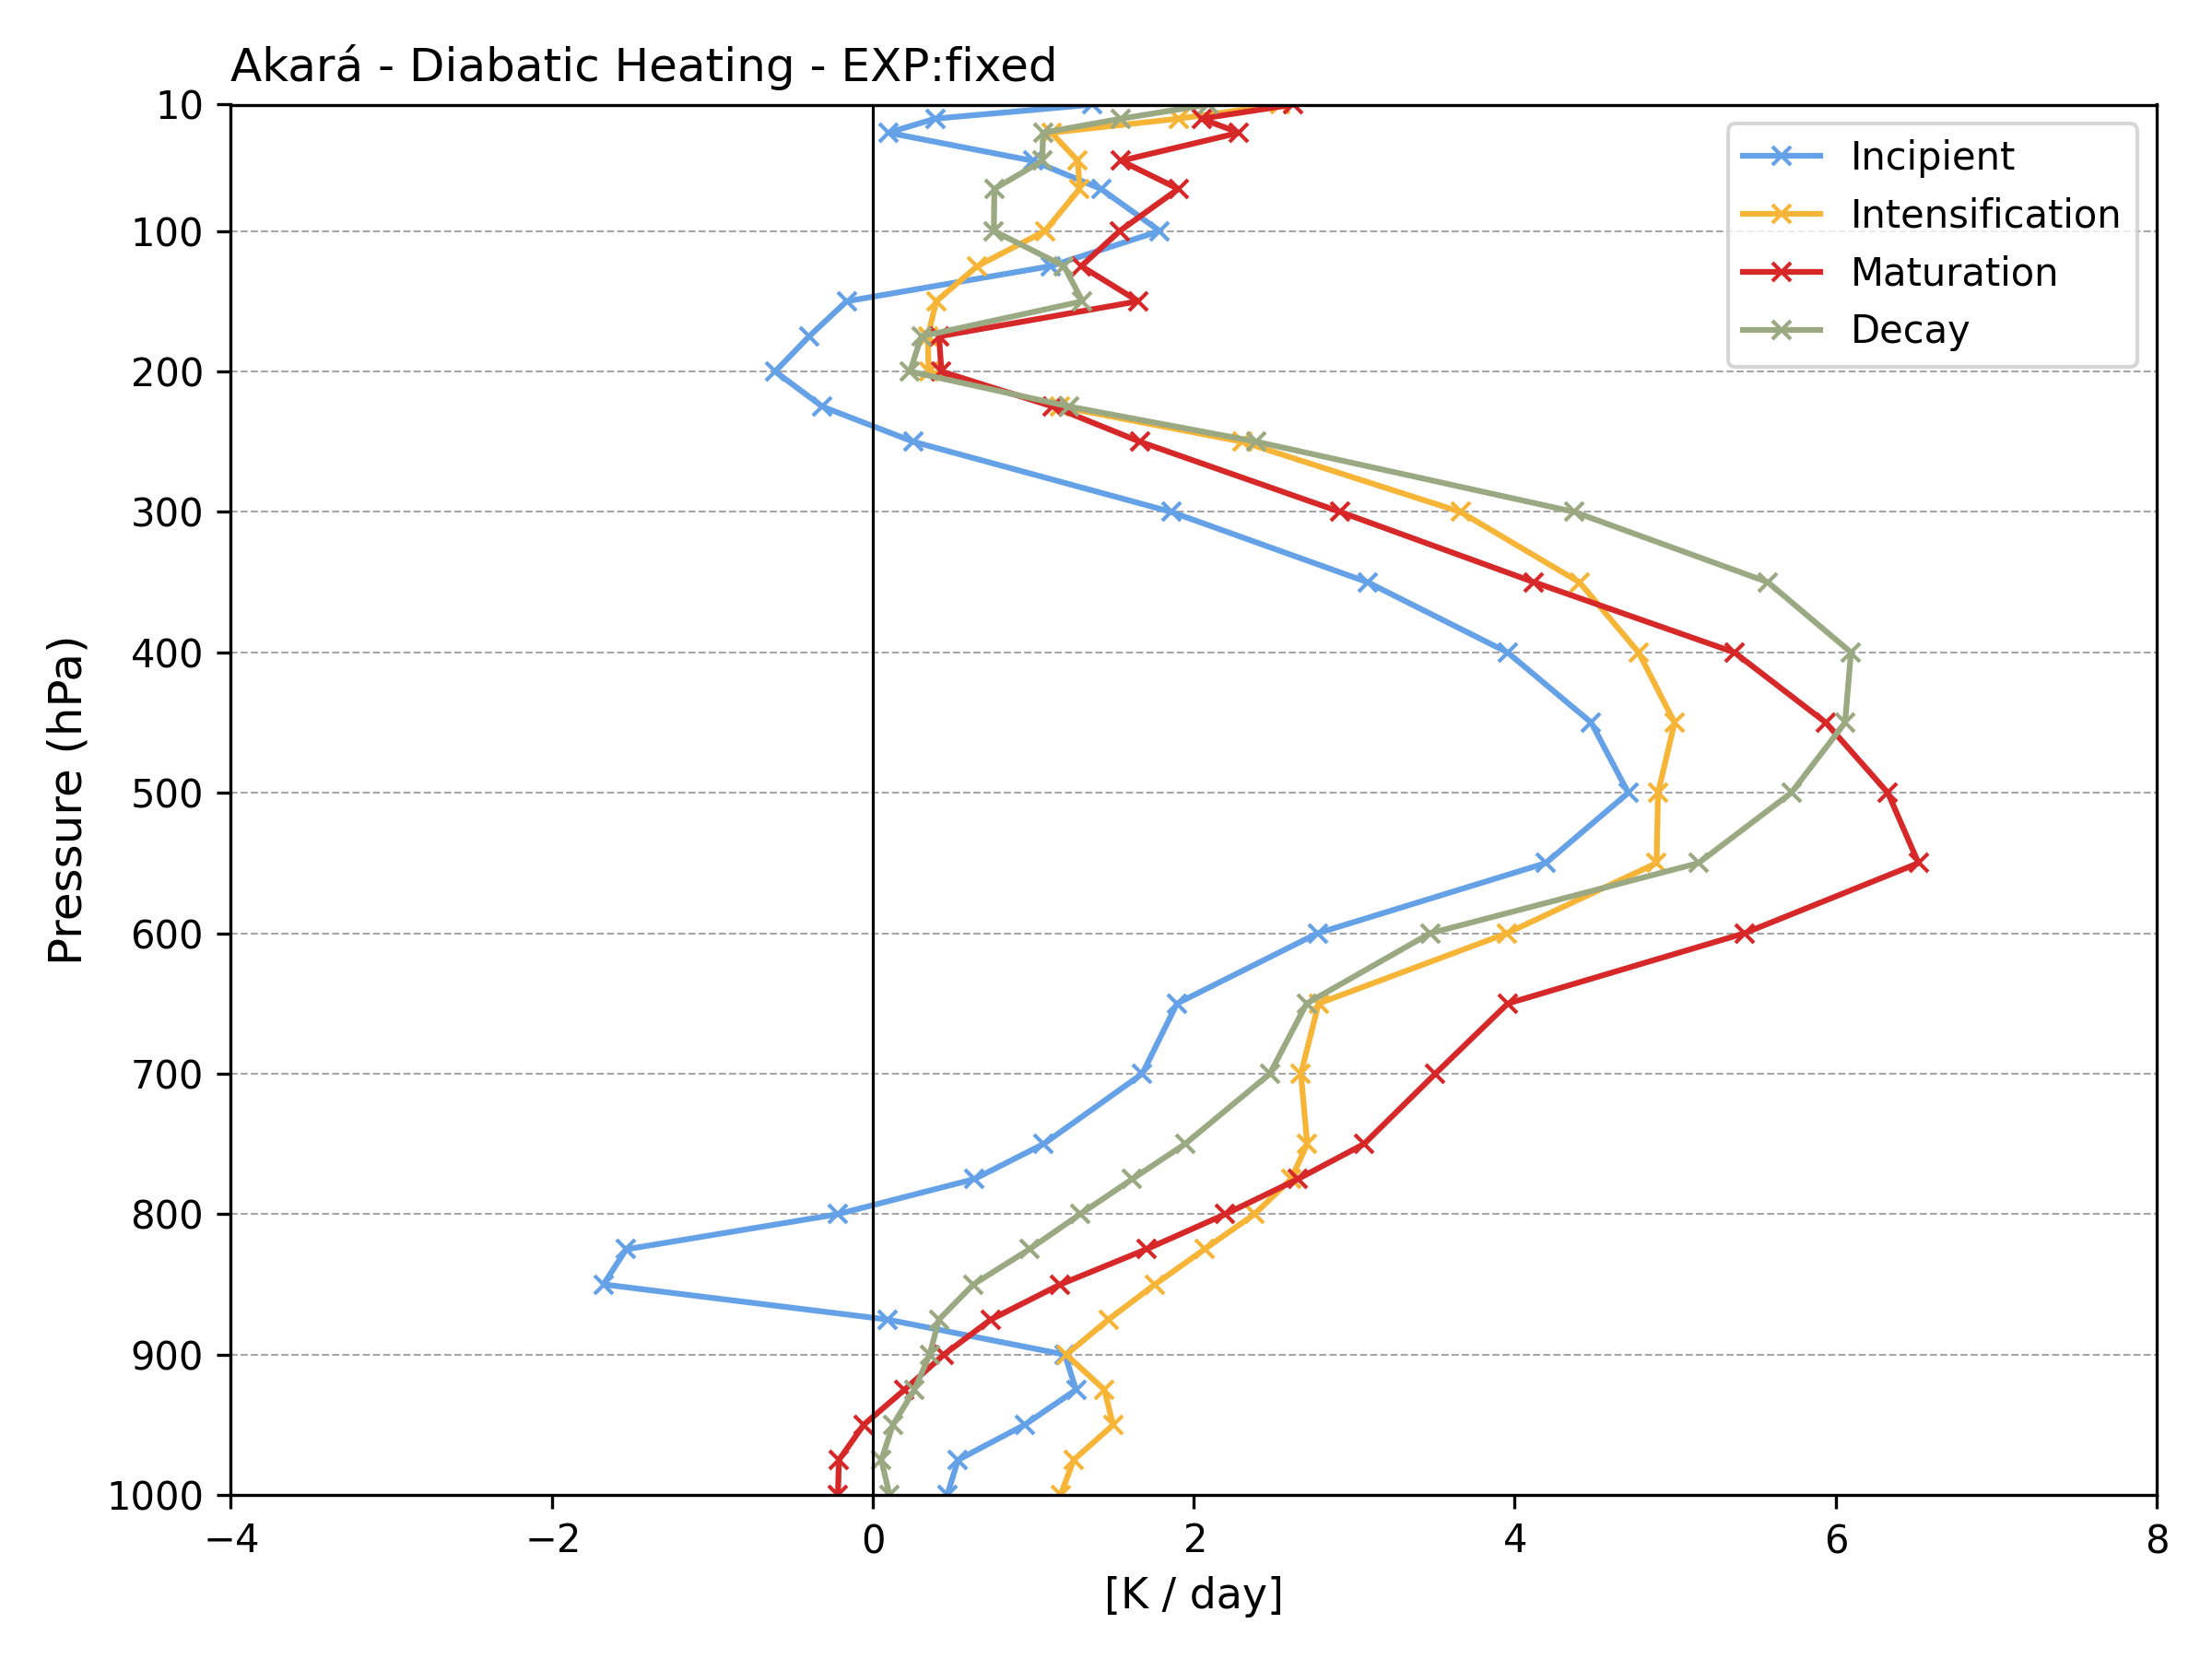 Akará - Diabatic Heating - EXP:fixed
10
100
200
300
400
500
600
700
800
900
1000
Pressure (hPa)
Incipient
Intensification
Maturation
Decay
−4
−2
0
2
4
6
8
[K / day]